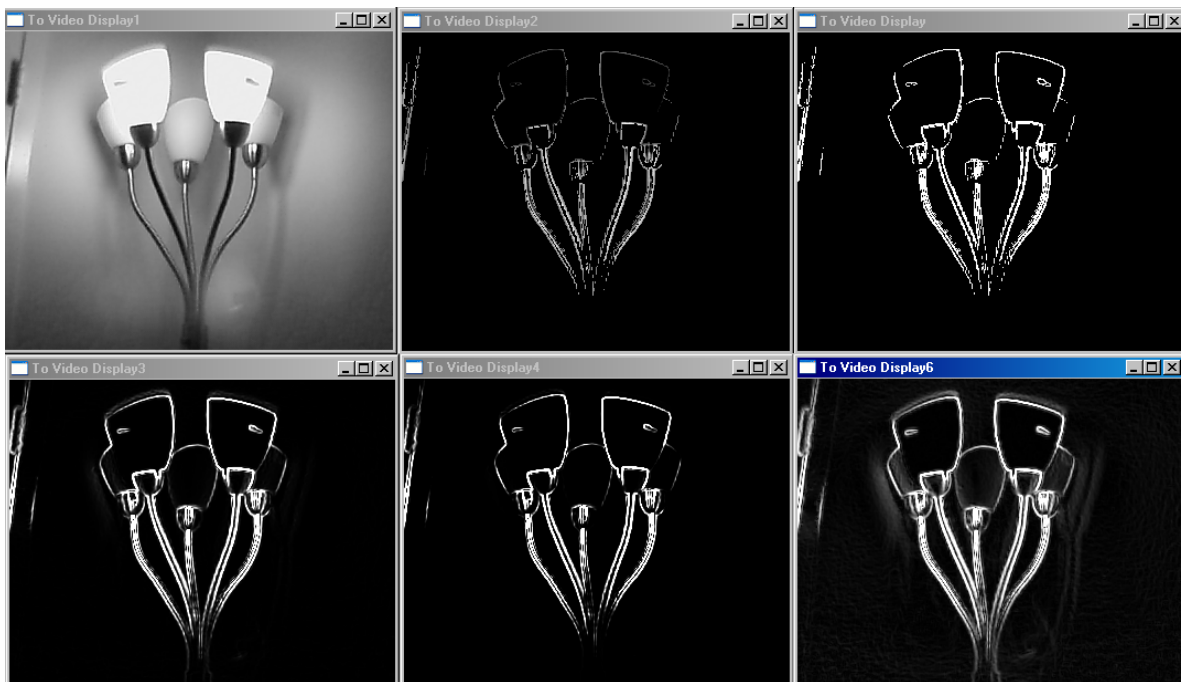 To Video Display1
To Video Display2
To Video Display
To Video Display3
To Video Display4
To Video Display6